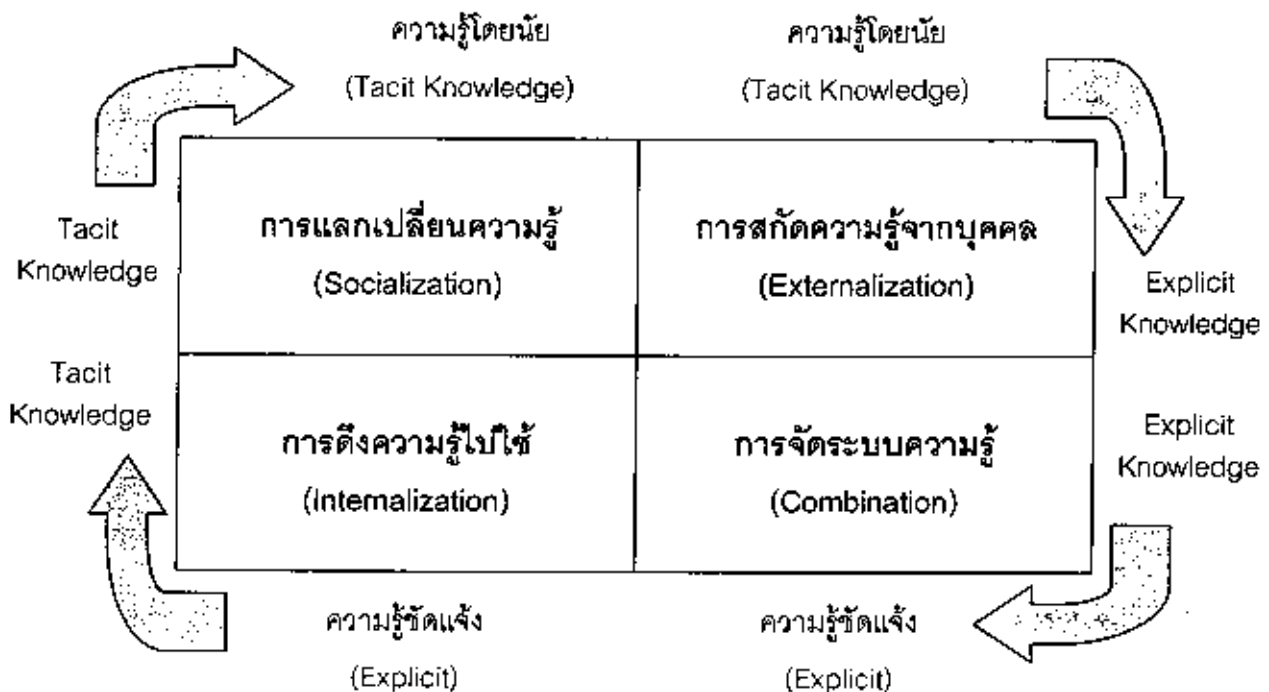 ความรู้โดยนัย
(Tacit Knowledge)
ความรู้โดยนัย
(Tacit Knowledge)
Tacit
Knowledge
การแลกเปลี่ยนความรู้
(Socialization)
การสกัดความรู้จากบุคคล
(Externalization)
Explicit
Knowledge
Tacit
Knowledge
การดึงความรู้ไปใช้
(Internalization)
การจัดระบบความรู้
(Combination)
Explicit
Knowledge
ความรู้ชัดแจ้ง
(Explicit)
ความรู้ชัดแจ้ง
(Explicit)